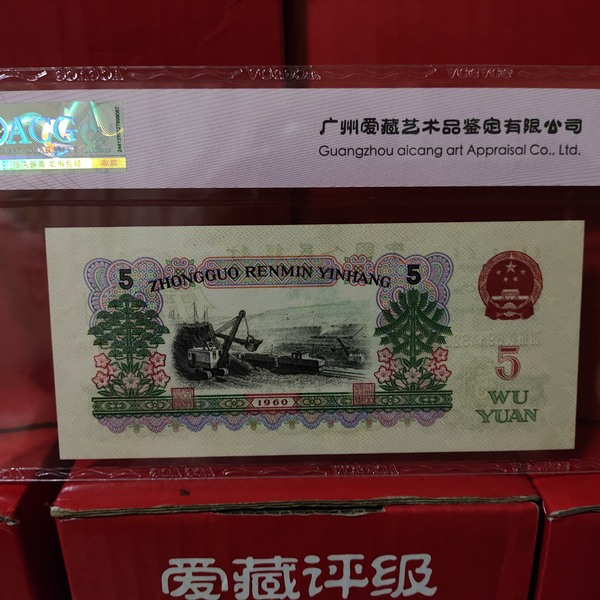 ACG
广州爱藏艺术品鉴定有限公司
Guangzhou aicang art Appraisal Co., Ltd.
5 ZHONGGUO RENMIN YINHANG 5
5
WU
YUAN
1960
爱藏评级